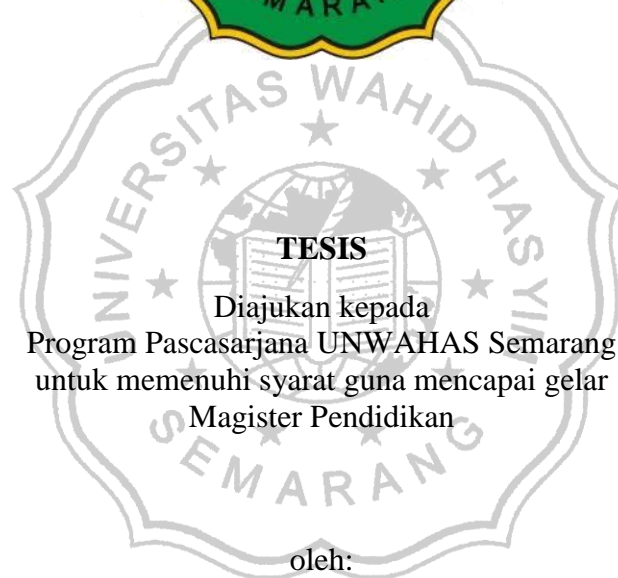 SEMARANG
UNIVERSITAS WAHID HASYIM
TESIS
Diajukan kepada
Program Pascasarjana UNWAHAS Semarang
untuk memenuhi syarat guna mencapai gelar
Magister Pendidikan
SEMARANG
oleh: